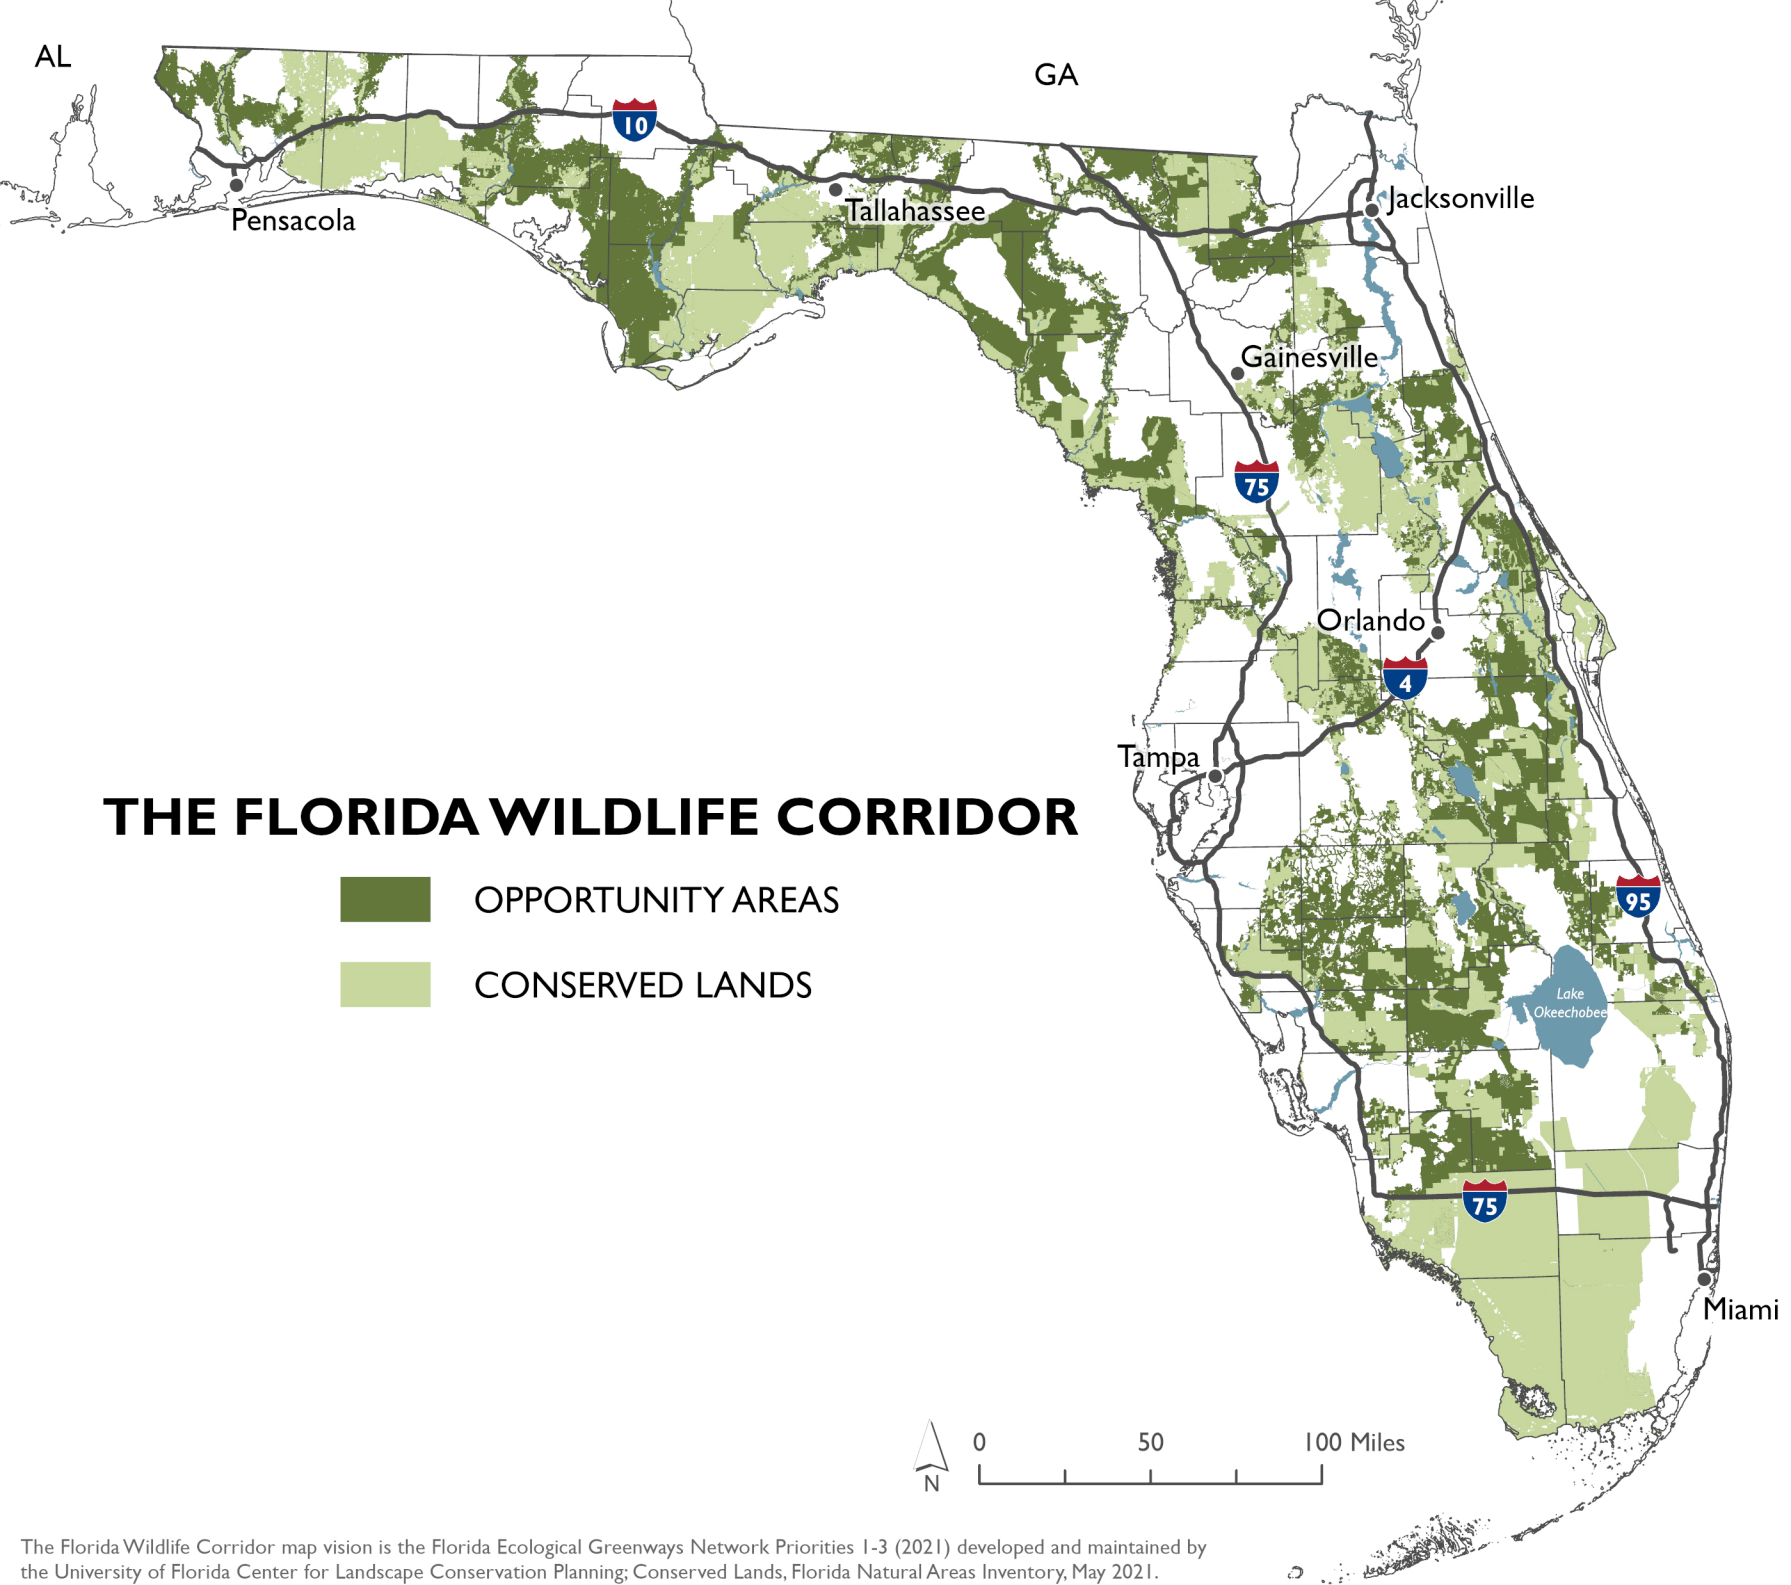 AL
GA
10
Pensacola
Tallahassee
Jacksonville
Gainesville
75
Orlando
4
Tampa
THE FLORIDA WILDLIFE CORRIDOR
OPPORTUNITY AREAS
CONSERVED LANDS
95
Lake
Okeechobee
75
Miami
0 50 100 Miles
N
The Florida Wildlife Corridor map vision is the Florida Ecological Greenways Network Priorities 1-3 (2021) developed and maintained by
the University of Florida Center for Landscape Conservation Planning; Conserved Lands, Florida Natural Areas Inventory, May 2021.